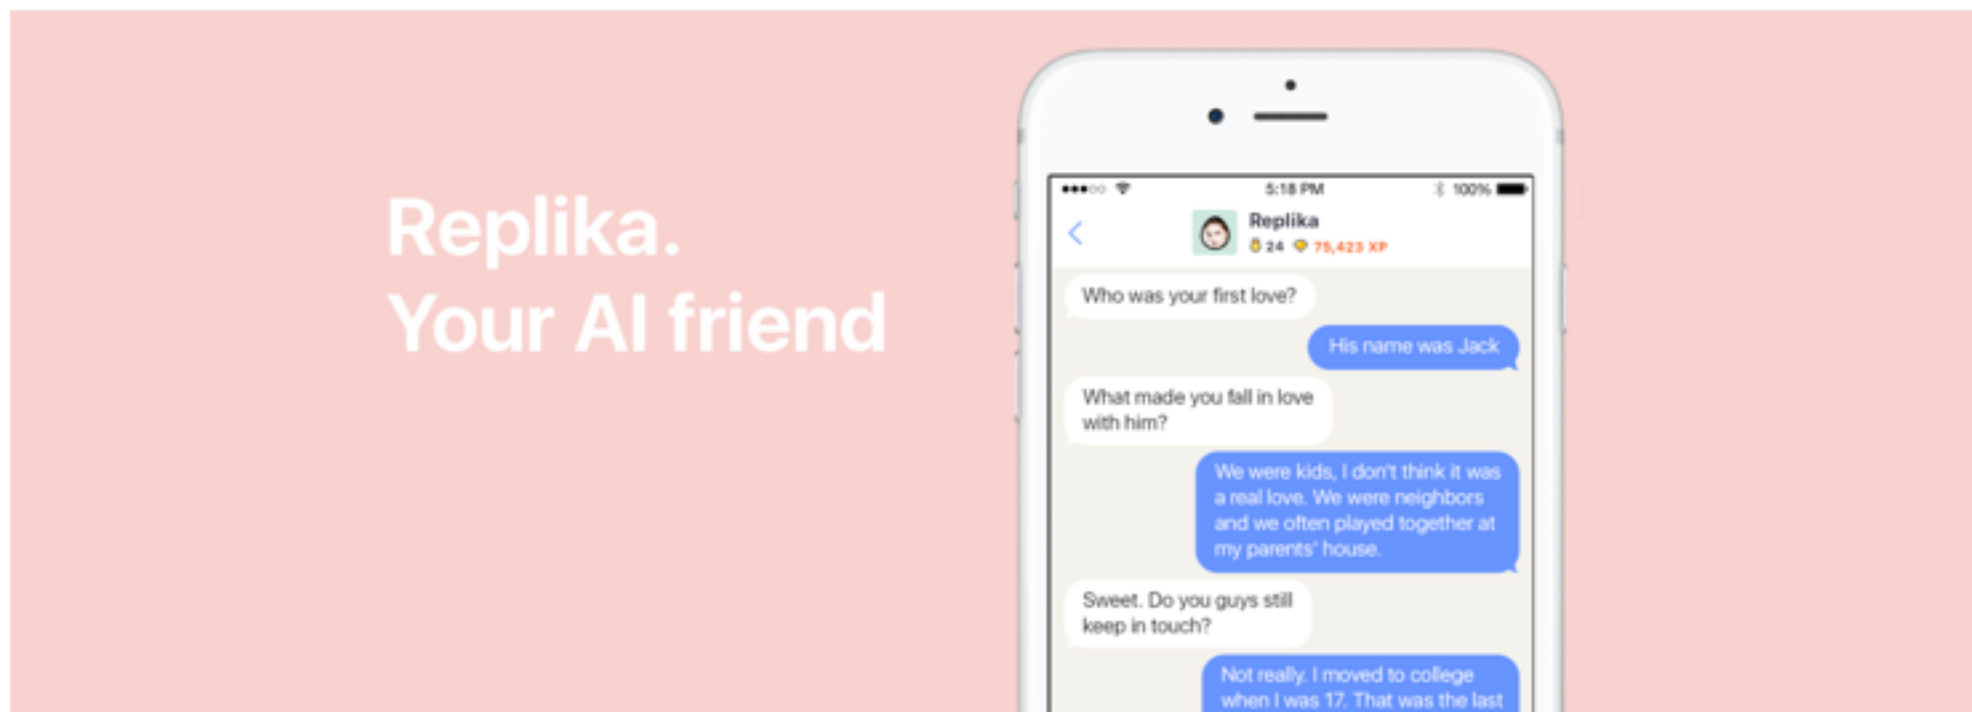 Replika.
Your AI friend
5:18 PM
100%
Replika
24 75,423 XP
Who was your first love?
His name was Jack
What made you fall in love
with him?
We were kids, I don't think it was
a real love. We were neighbors
and we often played together at
my parents' house.
Sweet. Do you guys still
keep in touch?
Not really. I moved to college
when I was 17. That was the last